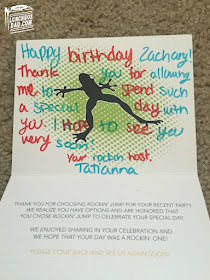 LUNCHBOX
DAD.COM
Happy birthday Zachary!
Thank you for allowing
me to spend such
a special day with
you. I hope to see you
very soon.
Your rockin host,
Tatianna
THANK YOU FOR CHOOSING ROCKIN' JUMP FOR YOUR RECENT PARTY.
WE REALIZE YOU HAVE OPTIONS AND ARE HONORED THAT
YOU CHOSE ROCKIN' JUMP TO CELEBRATE YOUR SPECIAL DAY.
WE ENJOYED SHARING IN YOUR CELEBRATION AND
WE HOPE THAT YOUR DAY WAS A ROCKIN' ONE!
PLEASE COME BACK AND SEE US AGAIN SOON!